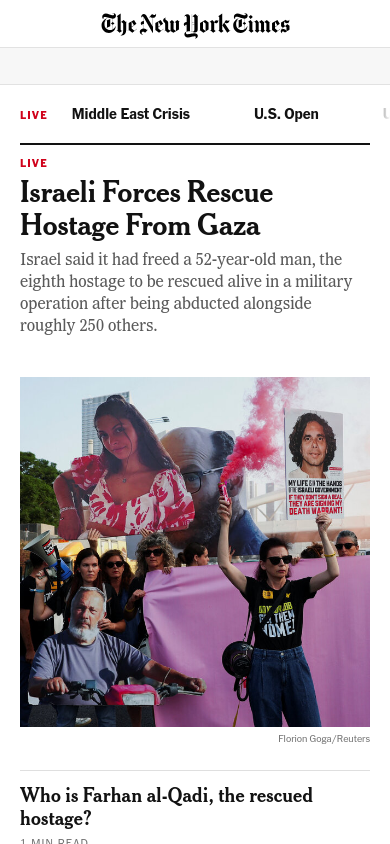 The New York Times
LIVE Middle East Crisis U.S. Open
LIVE
Israeli Forces Rescue
Hostage From Gaza
Israel said it had freed a 52-year-old man, the
eighth hostage to be rescued alive in a military
operation after being abducted alongside
roughly 250 others.
MY LIFE IS IN THE HANDS
OF THE ISRAELI GOVERNMENT
IF THEY DON'T SIGN A DEAL
THEY ARE SIGNING MY
DEATH WARRANT!
THEM
HOME!
Florion Goga/Reuters
Who is Farhan al-Qadi, the rescued
hostage?
1 MIN READ